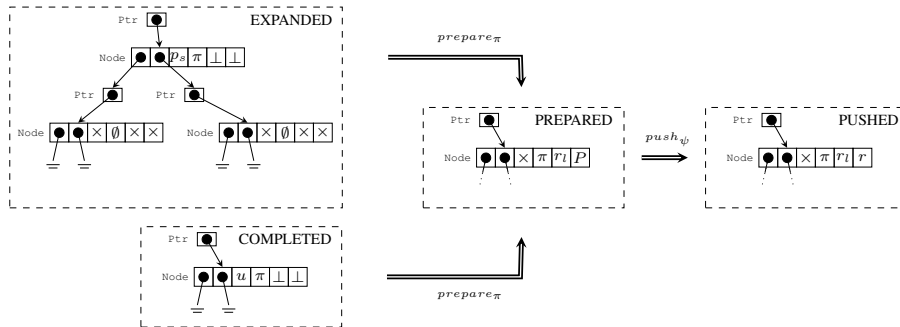 EXPANDED
Ptr
Node p_s π ⊥ ⊥
Ptr Ptr
Node × ∅ × × Node × ∅ × ×
prepare_π
PREPARED
Ptr
Node × π r_l P
push_ψ
PUSHED
Ptr
Node × π r_l r
COMPLETED
Ptr
Node u π ⊥ ⊥
prepare_π